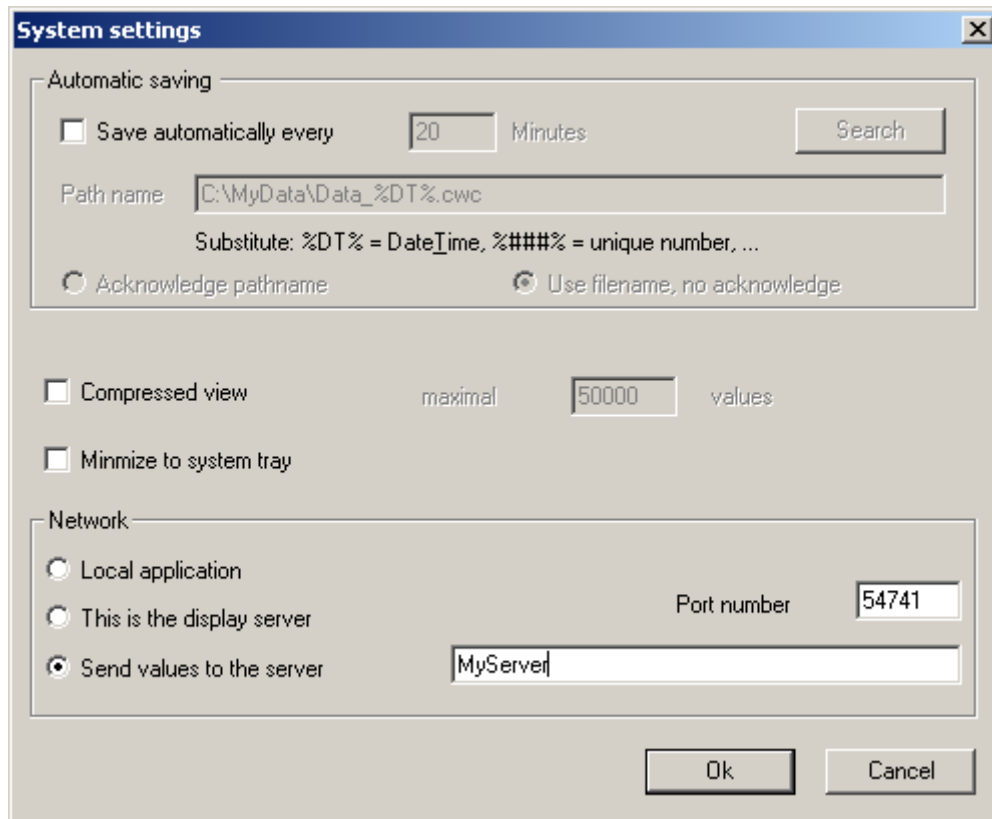 System settings
Automatic saving
Save automatically every 20 Minutes Search
Path name C:\MyData\Data_%DT%.cwc
Substitute: %DT% = DateTime, %###% = unique number, ...
Acknowledge pathname Use filename, no acknowledge
Compressed view maximal 50000 values
Minmize to system tray
Network
Local application
This is the display server Port number 54741
Send values to the server MyServer
Ok Cancel